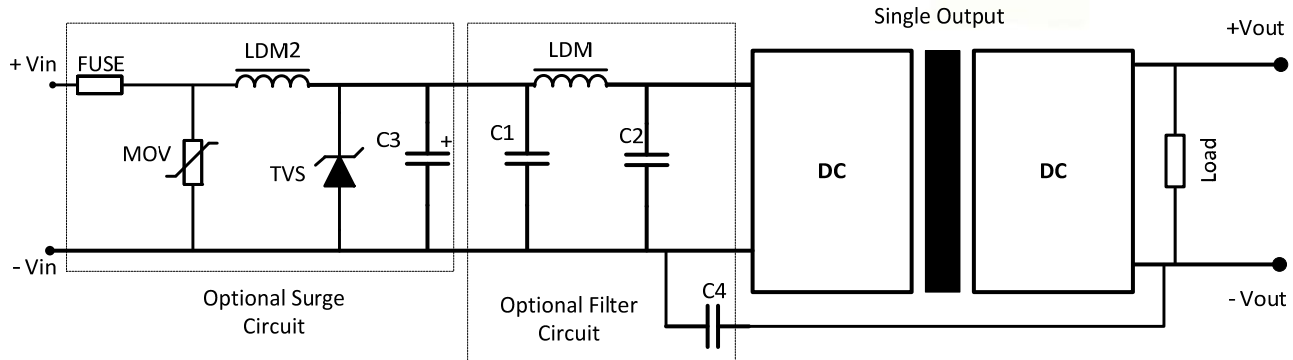 Single Output
+Vout
+ Vin
FUSE
LDM2
LDM
MOV
TVS
C3
+
C1
C2
DC
DC
Load
- Vin
- Vout
C4
Optional Surge
Circuit
Optional Filter
Circuit